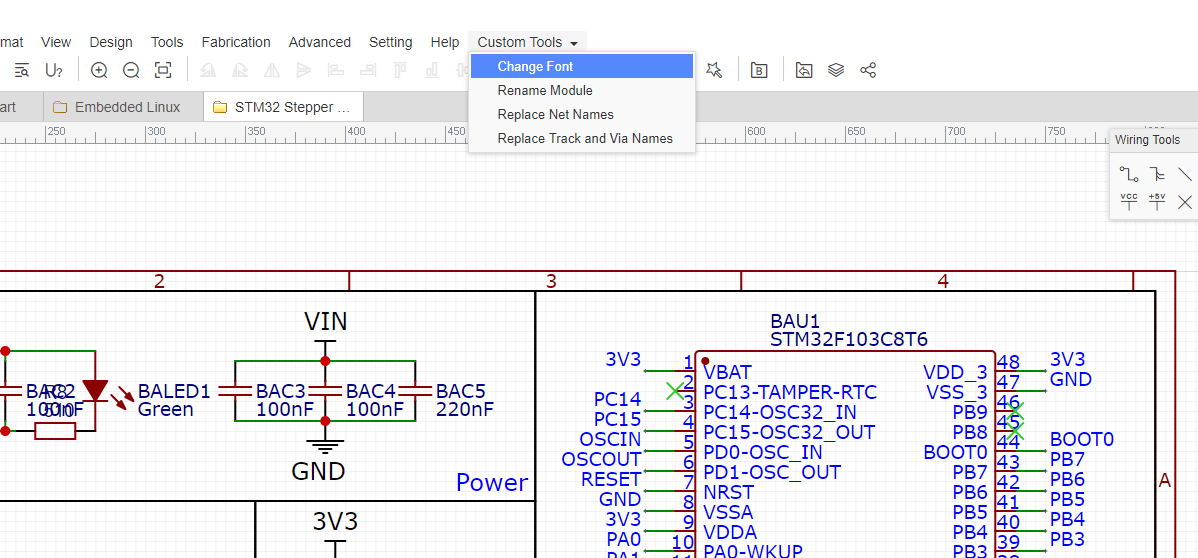 mat View Design Tools Fabrication Advanced Setting Help Custom Tools
Change Font
Rename Module
Replace Net Names
Replace Track and Via Names
art Embedded Linux STM32 Stepper ...
250 300 350 400 450 600 650 700 750
Wiring Tools
VCC +5V
2 3 4
A
VIN
BAC2
100nF
R8
510
BALED1
Green
BAC3
100nF
BAC4
100nF
BAC5
220nF
GND
Power
3V3
BAU1
STM32F103C8T6
3V3 1 VBAT
2 PC13-TAMPER-RTC
PC14 3 PC14-OSC32_IN
PC15 4 PC15-OSC32_OUT
OSCIN 5 PD0-OSC_IN
OSCOUT 6 PD1-OSC_OUT
RESET 7 NRST
GND 8 VSSA
3V3 9 VDDA
PA0 10 PA0-WKUP
PA1
VDD_3 48 3V3
VSS_3 47 GND
PB9 46
PB8 45
BOOT0 44 BOOT0
PB7 43 PB7
PB6 42 PB6
PB5 41 PB5
PB4 40 PB4
PB3 39 PB3